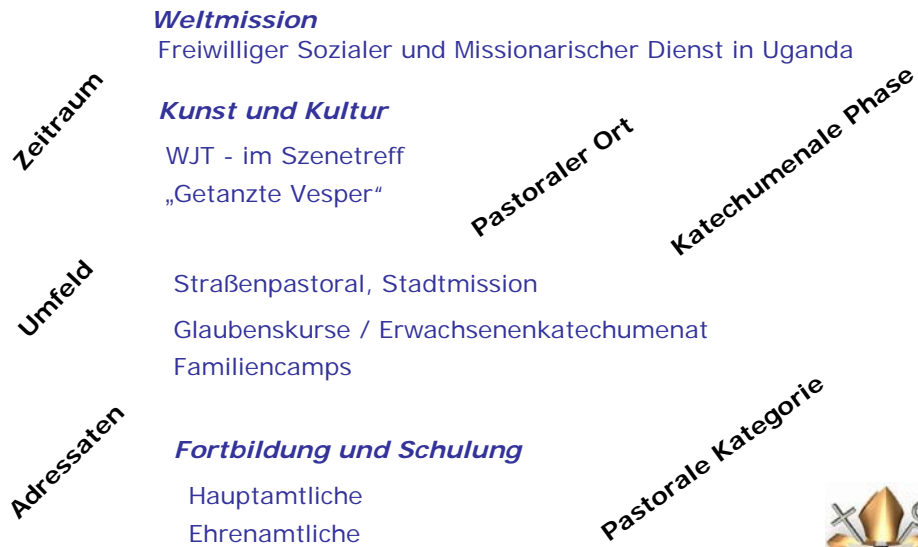 Weltmission
Freiwilliger Sozialer und Missionarischer Dienst in Uganda
Zeitraum
Kunst und Kultur
WJT - im Szenetreff
„Getanzte Vesper“
Pastoraler Ort
Katechumenale Phase
Umfeld
Straßenpastoral, Stadtmission
Glaubenskurse / Erwachsenenkatechumenat
Familiencamps
Adressaten
Fortbildung und Schulung
Pastorale Kategorie
Hauptamtliche
Ehrenamtliche